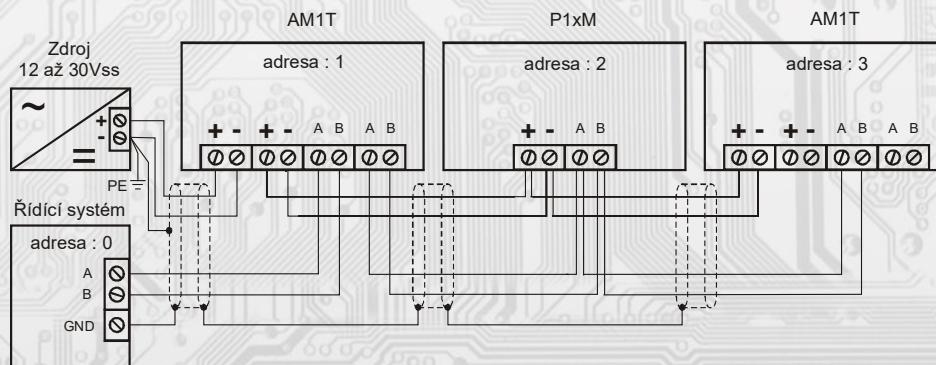 AM1T
P1xM
AM1T
Zdroj
12 až 30Vss
adresa : 1
adresa : 2
adresa : 3
~
=
+
-
+ - + - A B A B
+ - A B
+ - + - A B A B
PE
Řídící systém
adresa : 0
A
B
GND